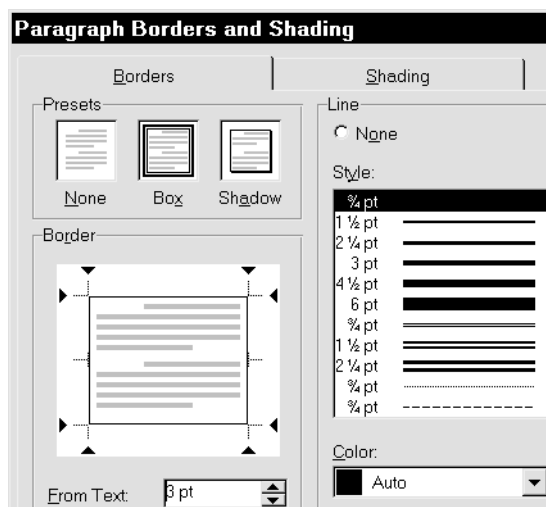 Paragraph Borders and Shading
Borders
Shading
Presets
None
Box
Shadow
Border
From Text:
3 pt
Line
None
Style:
¾ pt
1 ½ pt
2 ¼ pt
3 pt
4 ½ pt
6 pt
¾ pt
1 ½ pt
2 ¼ pt
¾ pt
¾ pt
Color:
Auto